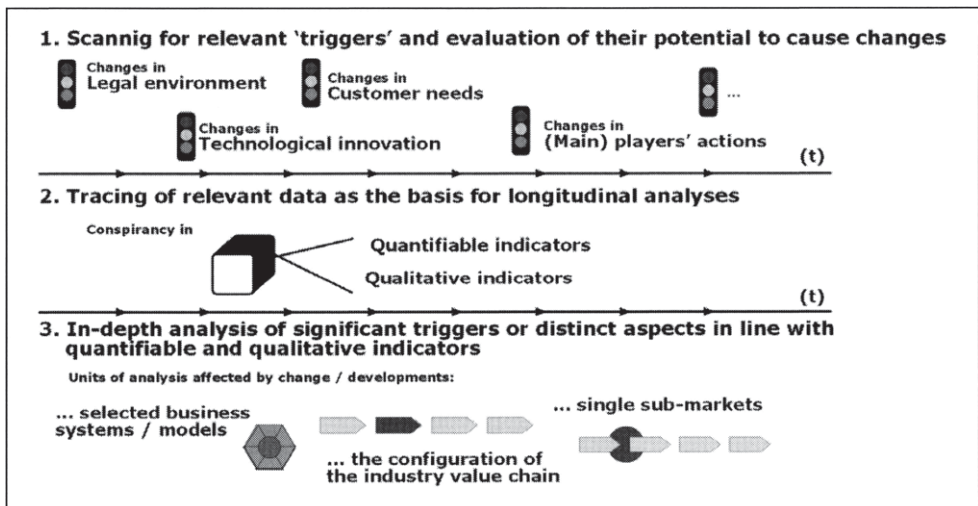 1. Scannig for relevant 'triggers' and evaluation of their potential to cause changes
Changes in
Legal environment
Changes in
Customer needs
...
Changes in
Technological innovation
Changes in
(Main) players' actions
(t)
2. Tracing of relevant data as the basis for longitudinal analyses
Conspirancy in
Quantifiable indicators
Qualitative indicators
(t)
3. In-depth analysis of significant triggers or distinct aspects in line with
quantifiable and qualitative indicators
Units of analysis affected by change / developments:
... selected business
systems / models
... the configuration of
the industry value chain
... single sub-markets